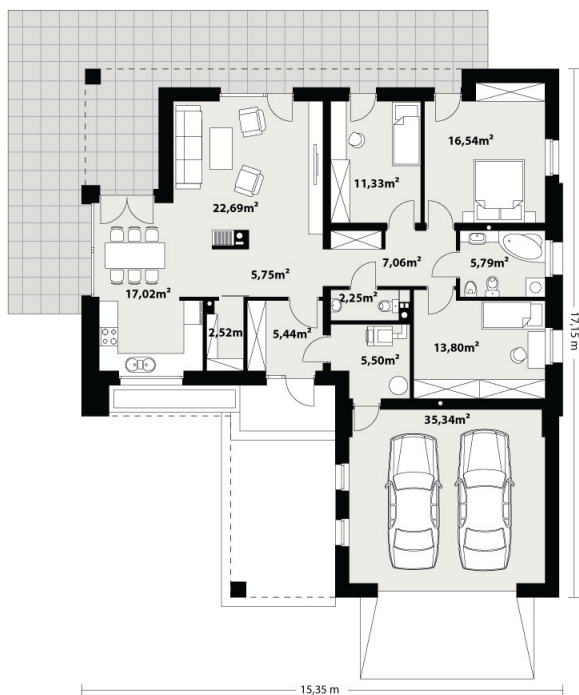 16,54m²
11,33m²
22,69m²
5,75m²
7,06m²
5,79m²
17,02m²
2,25m²
2,52m
5,44m²
5,50m²
13,80m²
17,15 m
35,34m²
15,35 m